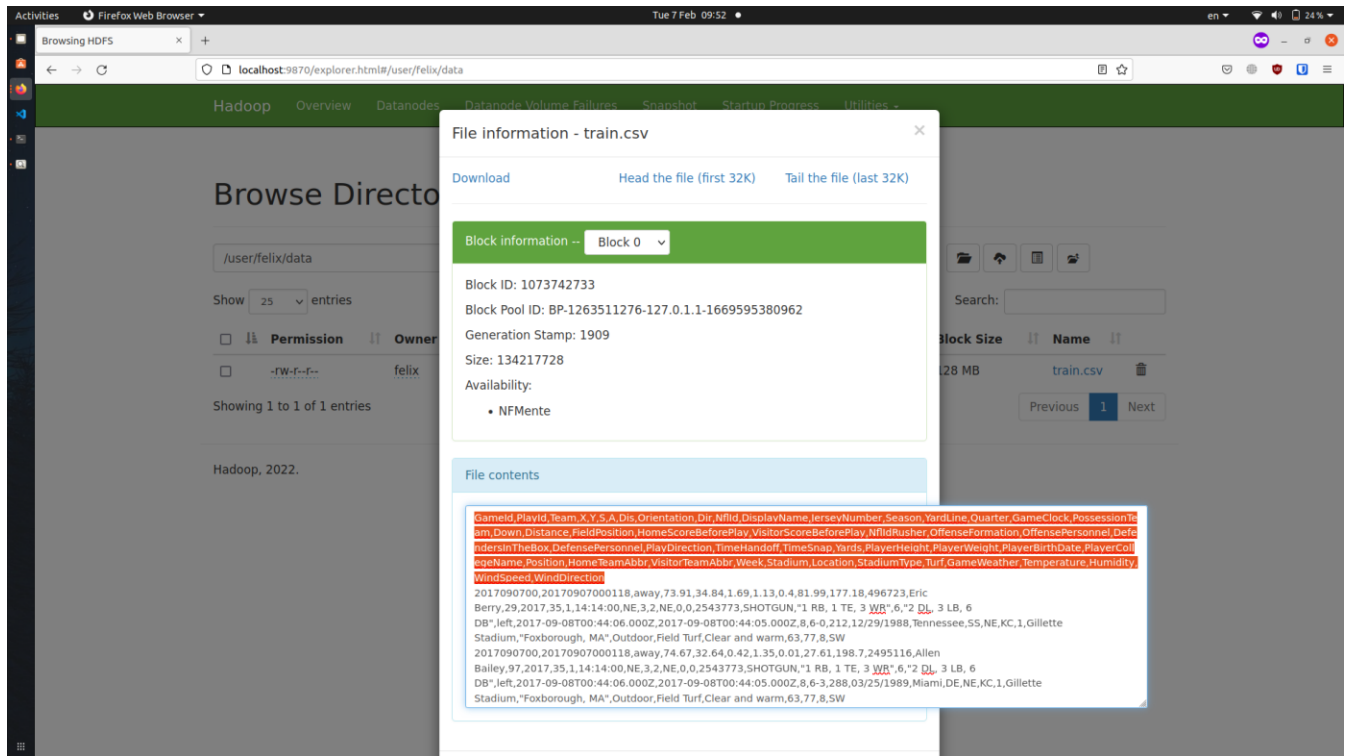 Activities Firefox Web Browser Tue 7 Feb 09:52 en 24 %
Browsing HDFS
localhost:9870/explorer.html#/user/felix/data
Hadoop Overview Datanodes Datanode Volume Failures Snapshot Startup Progress Utilities
File information - train.csv
Download Head the file (first 32K) Tail the file (last 32K)
Browse Directo
Block information -- Block 0
/user/felix/data
Block ID: 1073742733
Block Pool ID: BP-1263511276-127.0.1.1-1669595380962
Show 25 entries Search:
Generation Stamp: 1909
Permission Owner Block Size Name
Size: 134217728
-rw-r--r-- felix 128 MB train.csv
Availability:
Showing 1 to 1 of 1 entries Previous 1 Next
• NFMente
Hadoop, 2022.
File contents
GameId,PlayId,Team,X,Y,S,A,Dis,Orientation,Dir,NflId,DisplayName,JerseyNumber,Season,YardLine,Quarter,GameClock,PossessionTe
am,Down,Distance,FieldPosition,HomeScoreBeforePlay,VisitorScoreBeforePlay,NflIdRusher,OffenseFormation,OffensePersonnel,Defe
ndersInTheBox,DefensePersonnel,PlayDirection,TimeHandoff,TimeSnap,Yards,PlayerHeight,PlayerWeight,PlayerBirthDate,PlayerColl
egeName,Position,HomeTeamAbbr,VisitorTeamAbbr,Week,Stadium,Location,StadiumType,Turf,GameWeather,Temperature,Humidity,
WindSpeed,WindDirection
2017090700,20170907000118,away,73.91,34.84,1.69,1.13,0.4,81.99,177.18,496723,Eric
Berry,29,2017,35,1,14:14:00,NE,3,2,NE,0,0,2543773,SHOTGUN,"1 RB, 1 TE, 3 WR",6,"2 DL, 3 LB, 6
DB",left,2017-09-08T00:44:06.000Z,2017-09-08T00:44:05.000Z,8,6-0,212,12/29/1988,Tennessee,SS,NE,KC,1,Gillette
Stadium,"Foxborough, MA",Outdoor,Field Turf,Clear and warm,63,77,8,SW
2017090700,20170907000118,away,74.67,32.64,0.42,1.35,0.01,27.61,198.7,2495116,Allen
Bailey,97,2017,35,1,14:14:00,NE,3,2,NE,0,0,2543773,SHOTGUN,"1 RB, 1 TE, 3 WR",6,"2 DL, 3 LB, 6
DB",left,2017-09-08T00:44:06.000Z,2017-09-08T00:44:05.000Z,8,6-3,288,03/25/1989,Miami,DE,NE,KC,1,Gillette
Stadium,"Foxborough, MA",Outdoor,Field Turf,Clear and warm,63,77,8,SW